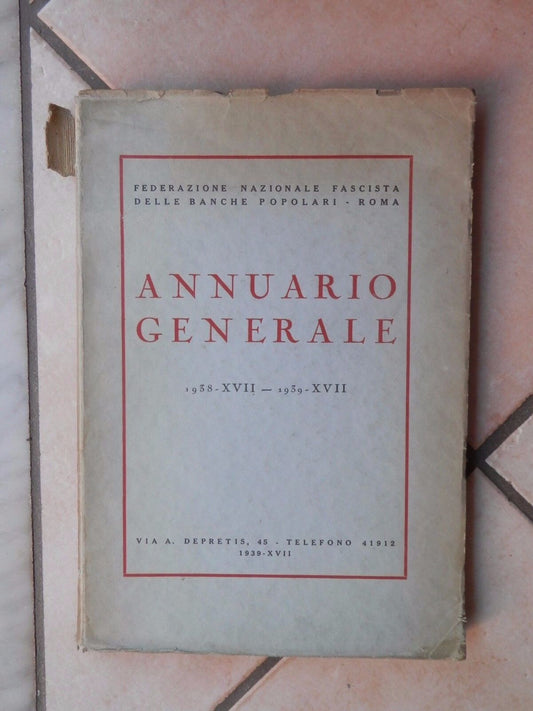 FEDERAZIONE NAZIONALE FASCISTA
DELLE BANCHE POPOLARI - ROMA
ANNUARIO
GENERALE
1938-XVII — 1939-XVII
VIA A. DEPRETIS, 45 - TELEFONO 41912
1939-XVII